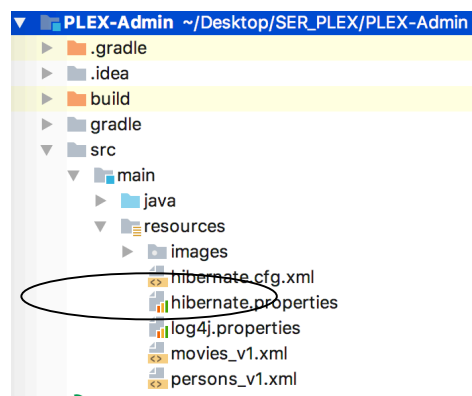 PLEX-Admin ~/Desktop/SER_PLEX/PLEX-Admin
.gradle
.idea
build
gradle
src
main
java
resources
images
hibernate.cfg.xml
hibernate.properties
log4j.properties
movies_v1.xml
persons_v1.xml